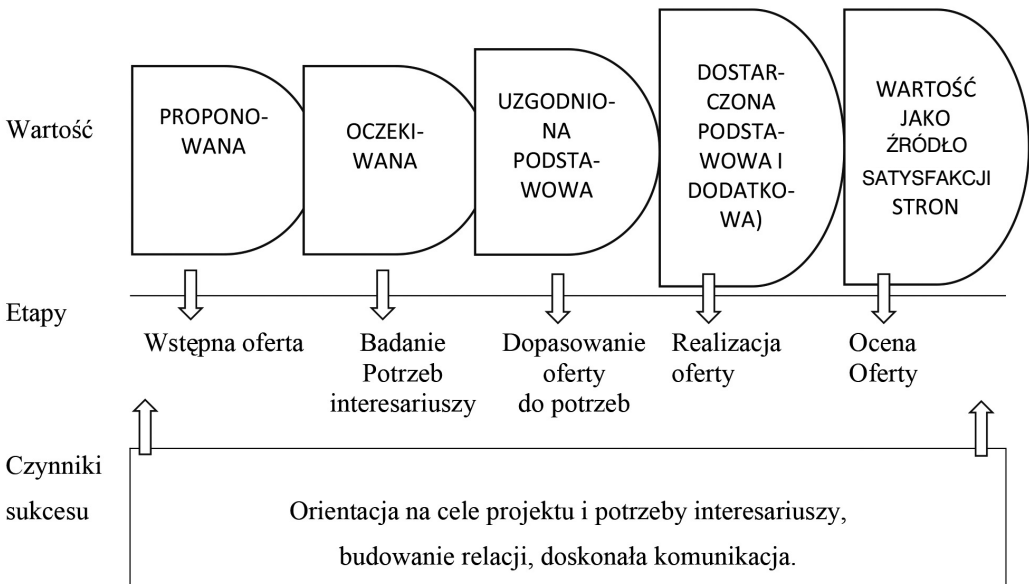 Wartość
PROPONO-
WANA
OCZEKI-
WANA
UZGODNIO-
NA
PODSTA-
WOWA
DOSTAR-
CZONA
PODSTA-
WOWA I
DODATKO-
WA)
WARTOŚĆ
JAKO
ŹRÓDŁO
SATYSFAKCJI
STRON
Etapy
Wstępna oferta
Badanie
Potrzeb
interesariuszy
Dopasowanie
oferty
do potrzeb
Realizacja
oferty
Ocena
Oferty
Czynniki
sukcesu
Orientacja na cele projektu i potrzeby interesariuszy,
budowanie relacji, doskonała komunikacja.